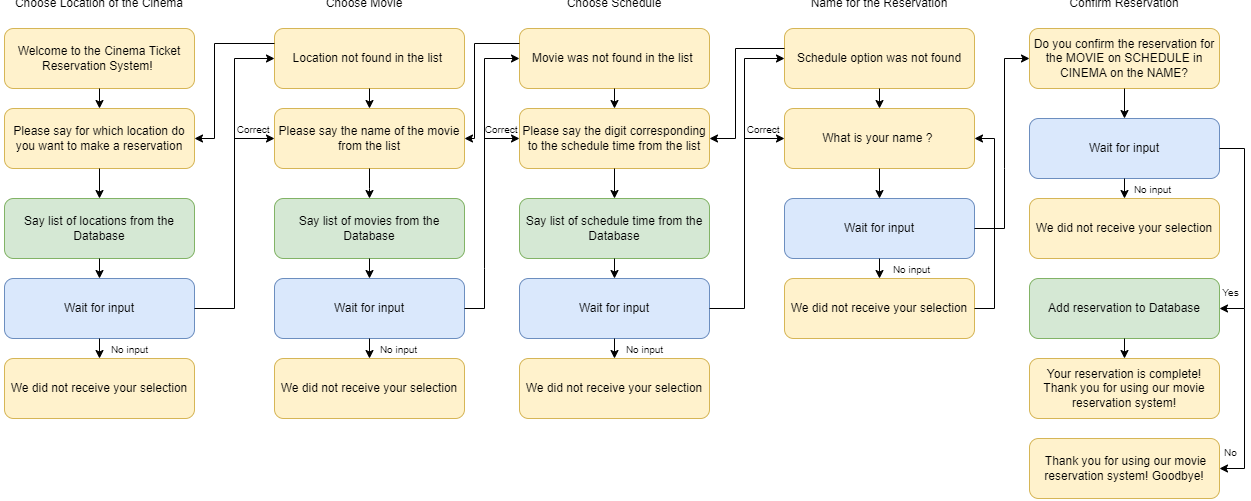 Choose Location of the Cinema
Welcome to the Cinema Ticket
Reservation System!
Please say for which location do
you want to make a reservation
Say list of locations from the
Database
Wait for input
No input
We did not receive your selection
Correct
Choose Movie
Location not found in the list
Please say the name of the movie
from the list
Say list of movies from the
Database
Wait for input
No input
We did not receive your selection
Correct
Choose Schedule
Movie was not found in the list
Please say the digit corresponding
to the schedule time from the list
Say list of schedule time from the
Database
Wait for input
No input
We did not receive your selection
Correct
Name for the Reservation
Schedule option was not found
What is your name ?
Wait for input
No input
We did not receive your selection
Confirm Reservation
Do you confirm the reservation for
the MOVIE on SCHEDULE in
CINEMA on the NAME?
Wait for input
No input
We did not receive your selection
Yes
Add reservation to Database
Your reservation is complete!
Thank you for using our movie
reservation system!
No
Thank you for using our movie
reservation system! Goodbye!